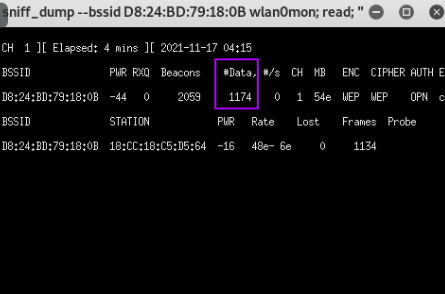 sniff_dump --bssid D8:24:BD:79:18:0B wlan0mon; read; "
CH 1 ][ Elapsed: 4 mins ][ 2021-11-17 04:15
BSSID PWR RXQ Beacons #Data, #/s CH MB ENC CIPHER AUTH E
D8:24:BD:79:18:0B -44 0 2059 1174 0 1 54e WEP WEP OPN c
BSSID STATION PWR Rate Lost Frames Probe
D8:24:BD:79:18:0B 18:CC:18:C5:D5:64 -16 48e- 6e 0 1134